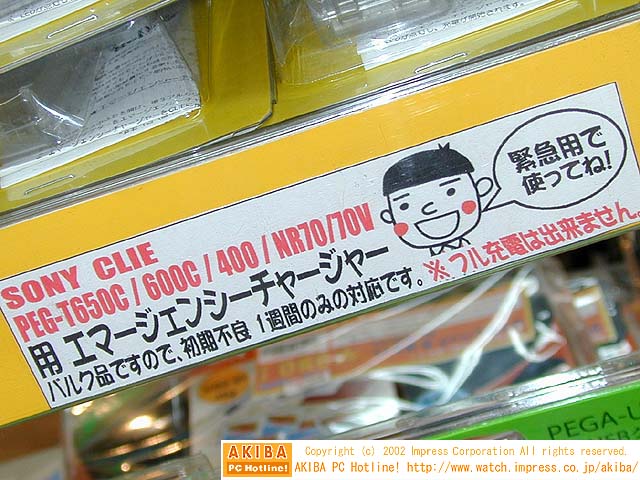 SONY CLIE
PEG-T650C / 600C / 400 / NR70/70V
用 エマージェンシーチャージャー
バルク品ですので、初期不良 1週間のみの対応です。
※フル充電は出来ません
緊急用で
使ってね!
PEGA-U
AKIBA
PC Hotline!
Copyright (c) 2002 Impress Corporation All rights reserved.
AKIBA PC Hotline! http://www.watch.impress.co.jp/akiba/